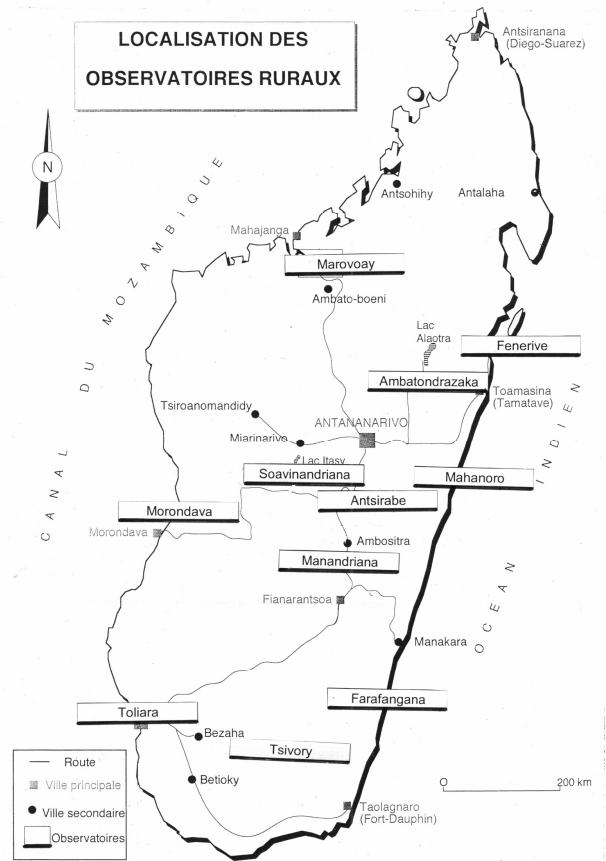 LOCALISATION DES
OBSERVATOIRES RURAUX
Antsiranana
(Diego-Suarez)
N
Antsohihy
Antalaha
CANAL DU MOZAMBiQUE
Mahajanga
Marovoay
Ambato-boeni
Lac
Alaotra
Fenerive
Ambatondrazaka
Toamasina
(Tamatave)
Tsiroanomandidy
ANTANANARIVO
Miarinarivo
Lac Itasy
Soavinandriana
Mahanoro
Antsirabe
OCEAN INDIEN
Morondava
Morondava
Ambositra
Manandriana
Fianarantsoa
Manakara
Farafangana
Toliara
Bezaha
Tsivory
Betioky
Taolagnaro
(Fort-Dauphin)
O 200 km
Route
Ville principale
Ville secondaire
Observatoires